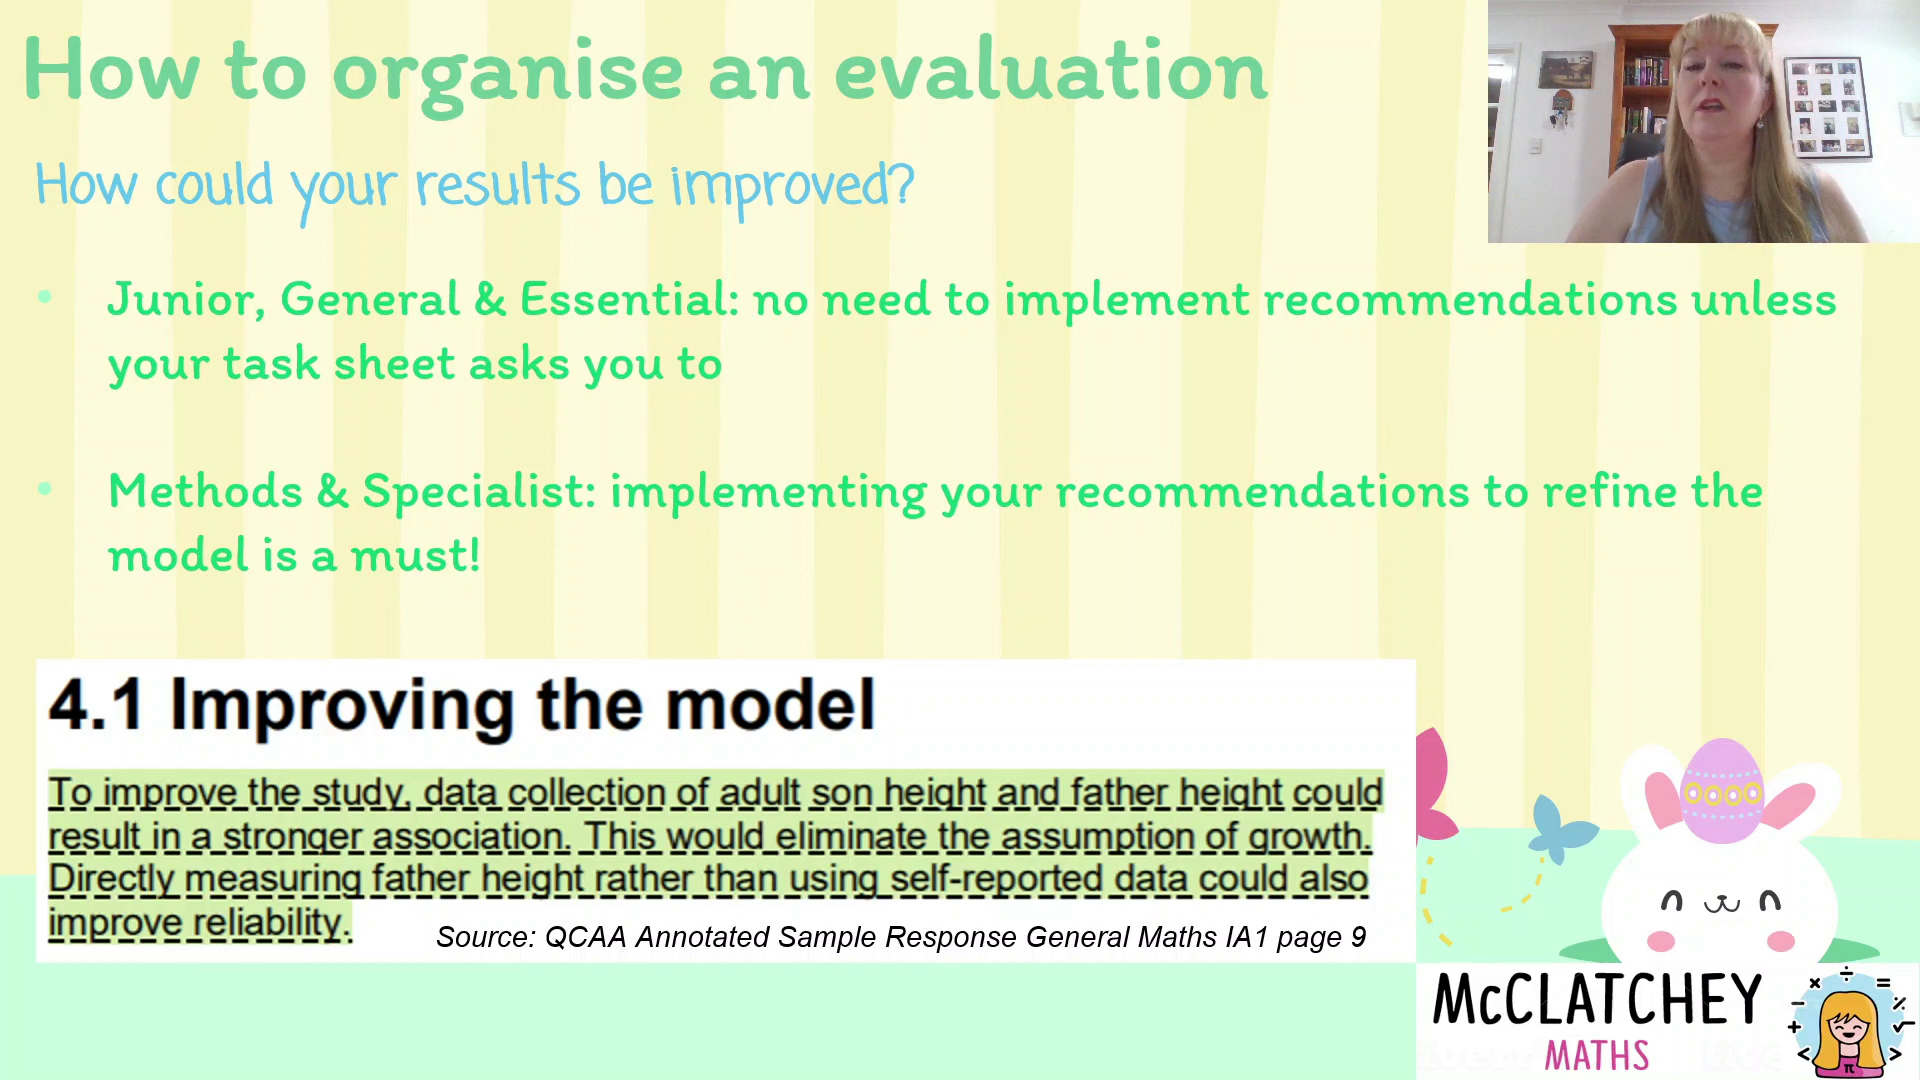 How to organise an evaluation
How could your results be improved?
• Junior, General & Essential: no need to implement recommendations unless
your task sheet asks you to
• Methods & Specialist: implementing your recommendations to refine the
model is a must!
4.1 Improving the model
To improve the study, data collection of adult son height and father height could
result in a stronger association. This would eliminate the assumption of growth.
Directly measuring father height rather than using self-reported data could also
improve reliability.
Source: QCAA Annotated Sample Response General Maths IA1 page 9
McCLATCHEY
MATHS